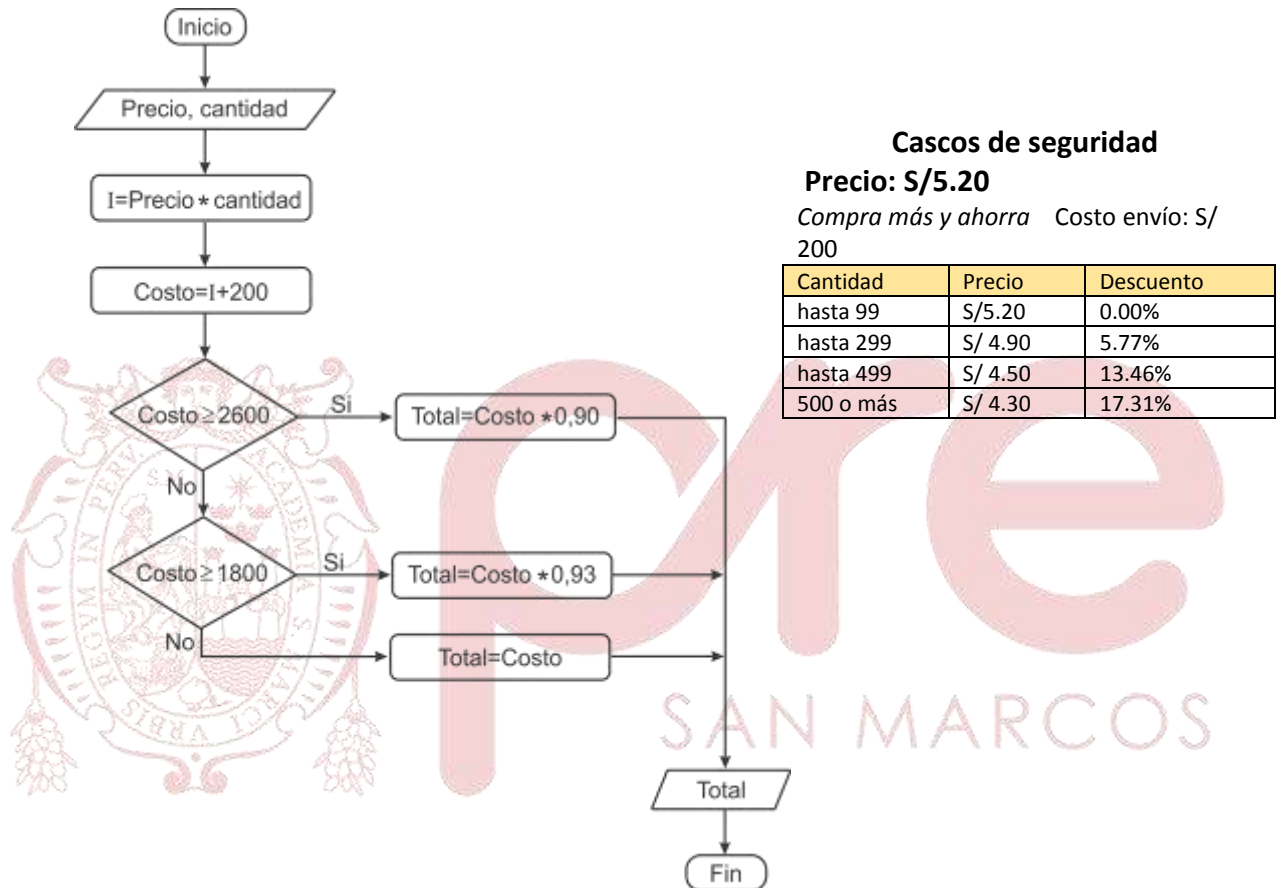 Inicio
Precio, cantidad
I=Precio * cantidad
Costo=I+200
Costo ≥ 2600
Si
Total=Costo *0,90
No
Costo ≥ 1800
Si
Total=Costo *0,93
No
Total=Costo
Total
Fin
Cascos de seguridad
Precio: S/5.20
Compra más y ahorra Costo envío: S/
200
Cantidad Precio Descuento
hasta 99 S/5.20 0.00%
hasta 299 S/ 4.90 5.77%
hasta 499 S/ 4.50 13.46%
500 o más S/ 4.30 17.31%
pre
SAN MARCOS